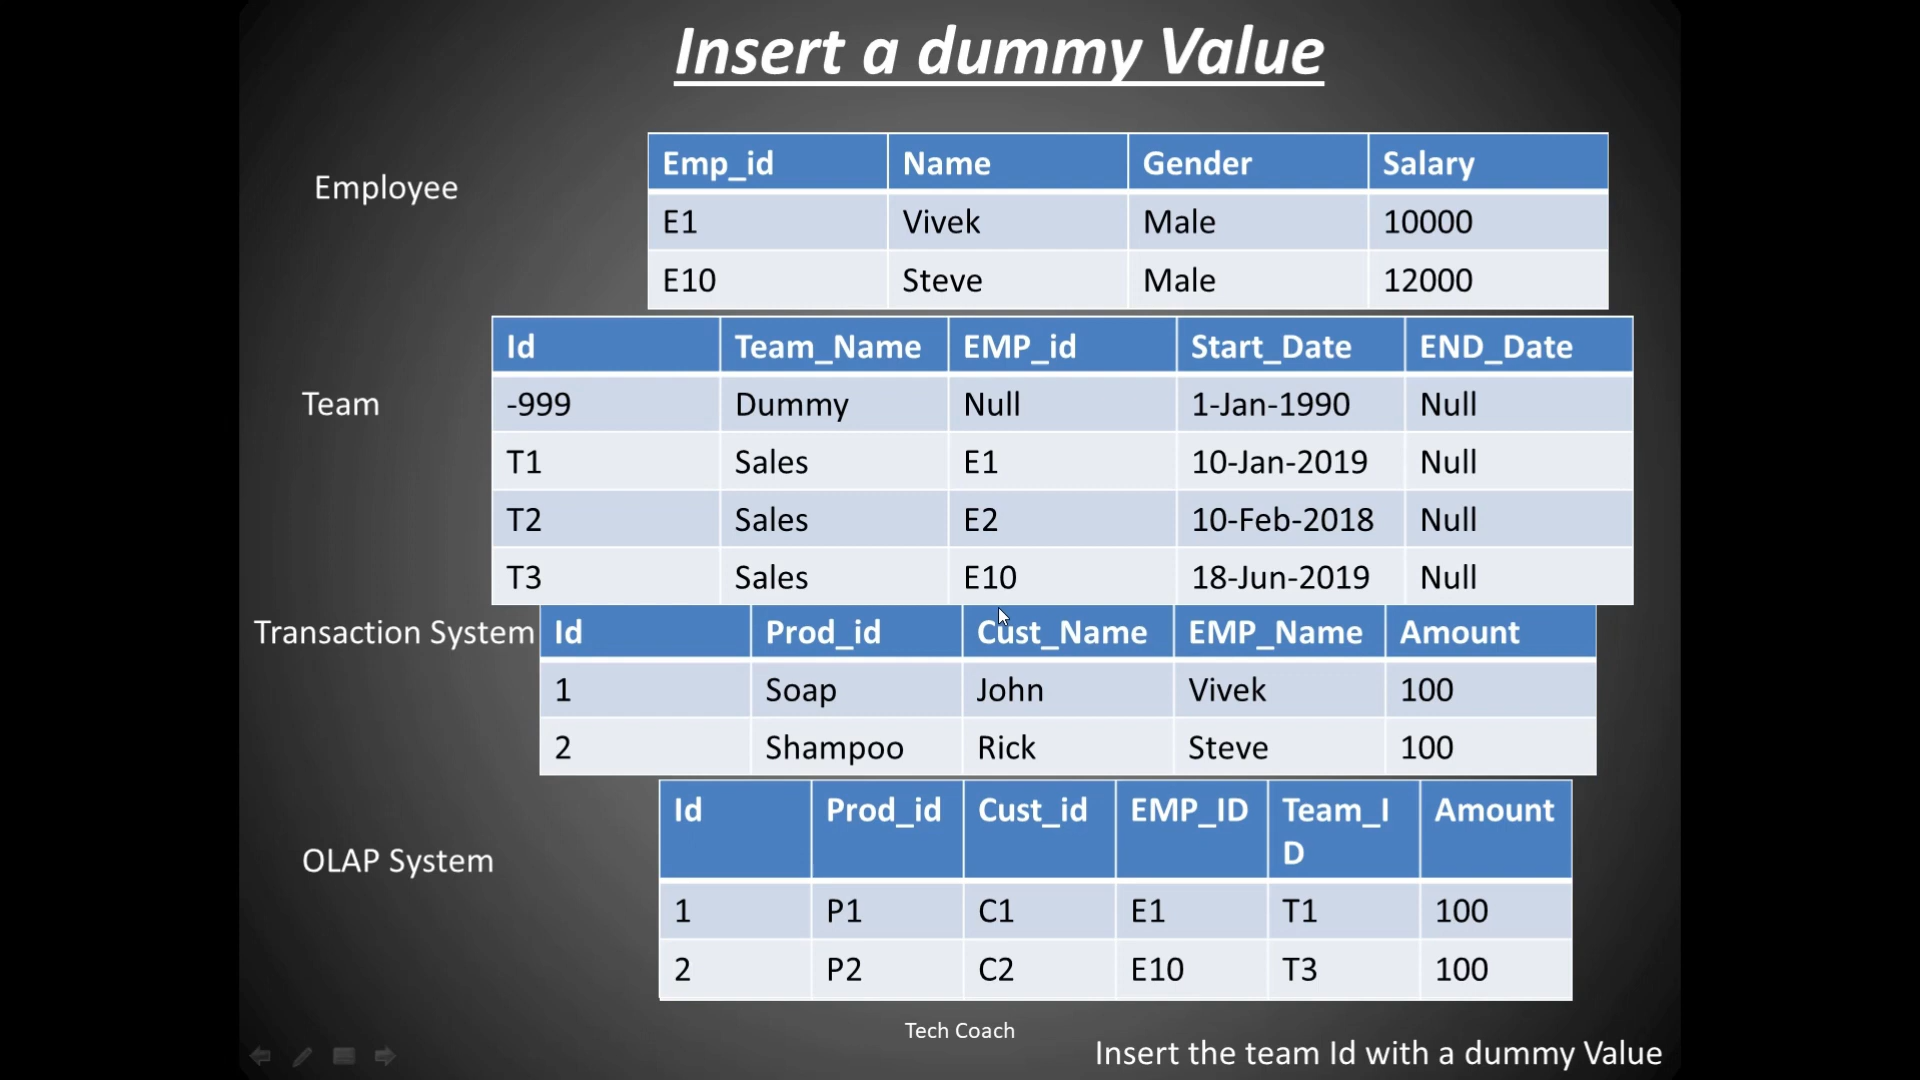 Insert a dummy Value
Employee
Emp_id Name Gender Salary
E1 Vivek Male 10000
E10 Steve Male 12000
Team
Id Team_Name EMP_id Start_Date END_Date
-999 Dummy Null 1-Jan-1990 Null
T1 Sales E1 10-Jan-2019 Null
T2 Sales E2 10-Feb-2018 Null
T3 Sales E10 18-Jun-2019 Null
Transaction System
Id Prod_id Cust_Name EMP_Name Amount
1 Soap John Vivek 100
2 Shampoo Rick Steve 100
OLAP System
Id Prod_id Cust_id EMP_ID Team_I Amount
D
1 P1 C1 E1 T1 100
2 P2 C2 E10 T3 100
Tech Coach
Insert the team Id with a dummy Value